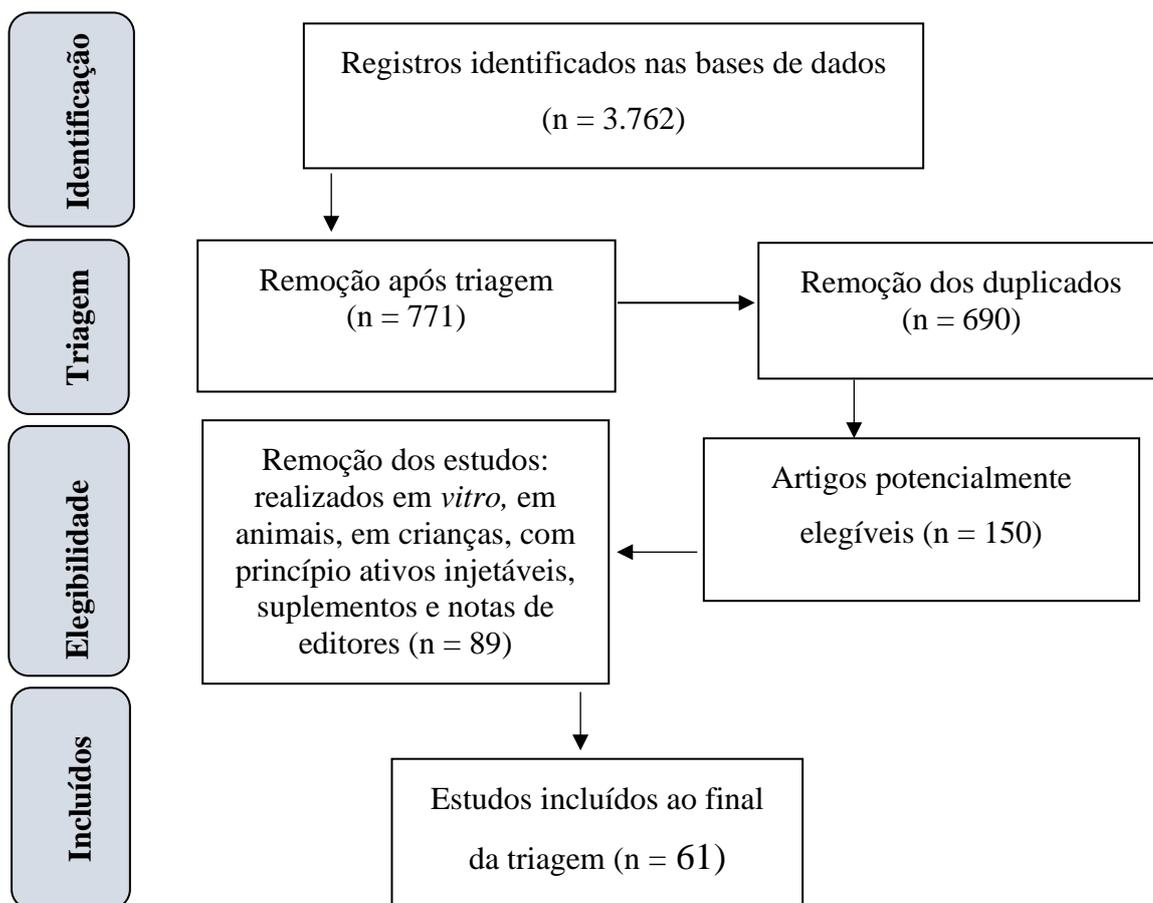 Identificação
Registros identificados nas bases de dados
(n = 3.762)
Triagem
Remoção após triagem
(n = 771)
Remoção dos duplicados
(n = 690)
Elegibilidade
Artigos potencialmente
elegíveis (n = 150)
Remoção dos estudos:
realizados em vitro, em
animais, em crianças, com
princípio ativos injetáveis,
suplementos e notas de
editores (n = 89)
Incluídos
Estudos incluídos ao final
da triagem (n = 61)